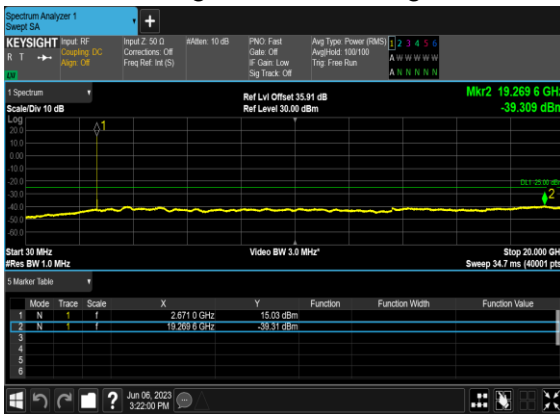 Spectrum Analyzer 1
Swept SA
KEYSIGHT
R T
LV
Input: RF
Coupling: DC
Align: Off
Input Z: 50 Ω
Corrections: Off
Freq Ref: Int (S)
#Atten: 10 dB
PNO: Fast
Gate: Off
IF Gain: Low
Sig Track: Off
Avg Type: Power (RMS)
Avg|Hold: 100/100
Trig: Free Run
1 2 3 4 5 6
A W W W W W
A N N N N N
1 Spectrum
Scale/Div 10 dB
Ref Lvl Offset 35.91 dB
Ref Level 30.00 dBm
Mkr2 19.269 6 GHz
-39.309 dBm
Log
20.0
10.0
0.00
-10.0
-20.0
-30.0
-40.0
-50.0
-60.0
1
DL1 -25.00 dBm
2
Start 30 MHz
#Res BW 1.0 MHz
Video BW 3.0 MHz*
Stop 20.000 GHz
Sweep 34.7 ms (40001 pts
5 Marker Table
Mode Trace Scale X Y Function Function Width Function Value
1 N 1 f 2.671 0 GHz 15.03 dBm
2 N 1 f 19.269 6 GHz -39.31 dBm
3
4
5
6
Jun 06, 2023
3:22:00 PM